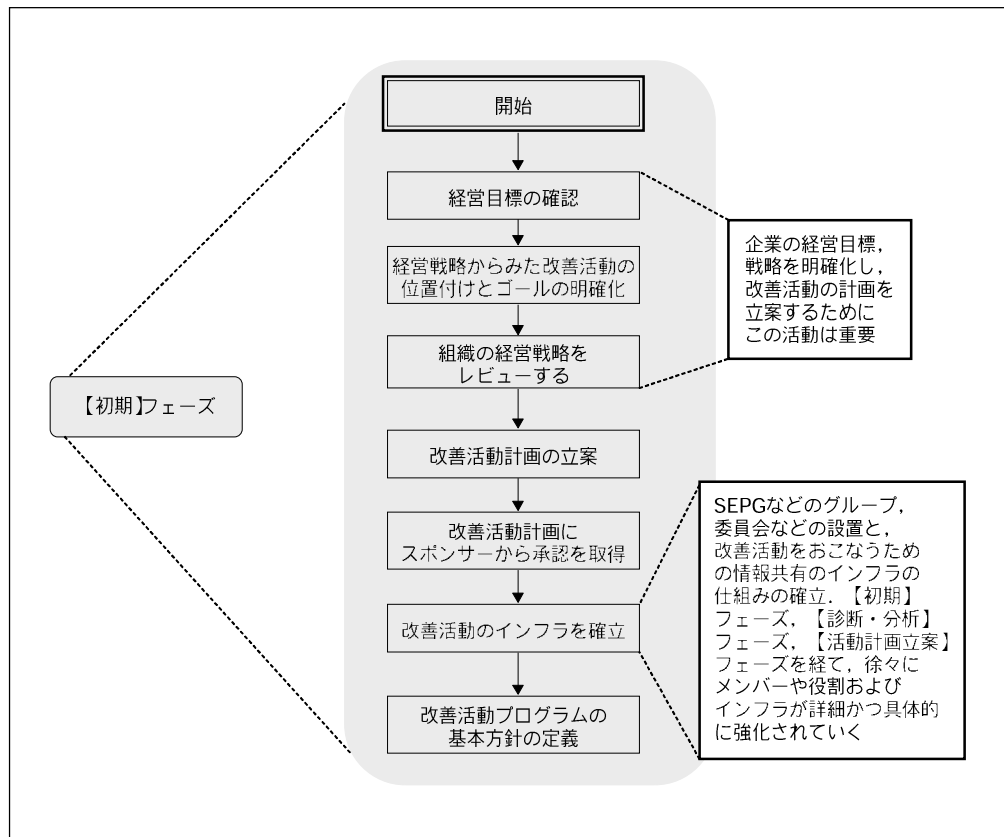 開始
経営目標の確認
経営戦略からみた改善活動の
位置付けとゴールの明確化
組織の経営戦略を
レビューする
改善活動計画の立案
改善活動計画に
スポンサーから承認を取得
改善活動のインフラを確立
改善活動プログラムの
基本方針の定義
【初期】フェーズ
企業の経営目標，
戦略を明確化し，
改善活動の計画を
立案するために
この活動は重要
SEPGなどのグループ，
委員会などの設置と，
改善活動をおこなうため
の情報共有のインフラの
仕組みの確立．【初期】
フェーズ，【診断・分析】
フェーズ，【活動計画立案】
フェーズを経て，徐々に
メンバーや役割および
インフラが詳細かつ具体的
に強化されていく